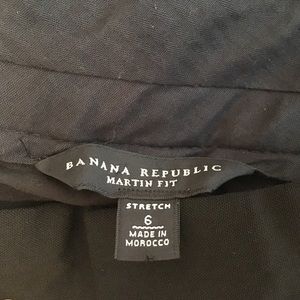 BANANA REPUBLIC
MARTIN FIT
STRETCH
6
MADE IN
MOROCCO